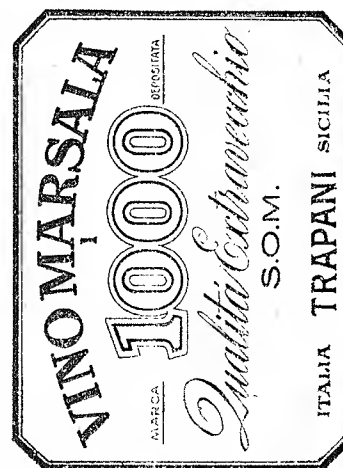 VINO MARSALA
I
MARCA 1000 DEPOSITATA
Qualità Extravecchio
S.O.M.
ITALIA TRAPANI SICILIA